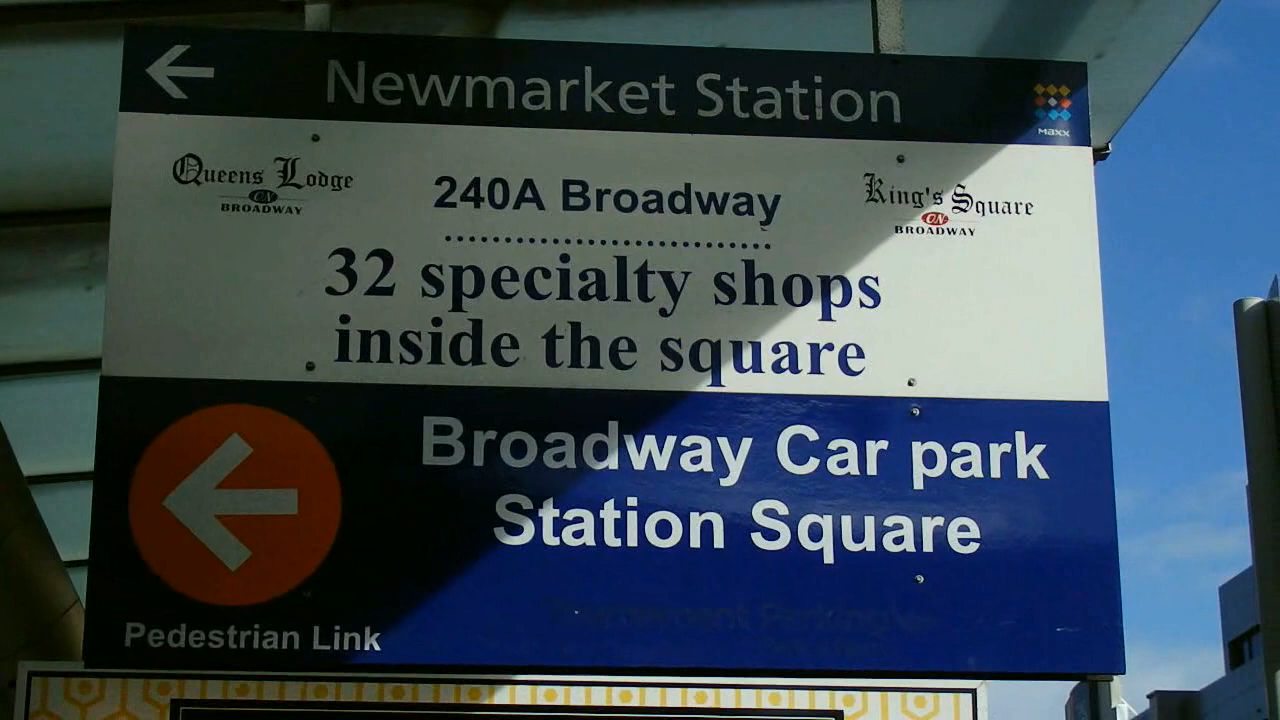 Newmarket Station
MAXX
Queens Lodge
ON
BROADWAY
240A Broadway
King's Square
ON
BROADWAY
32 specialty shops
inside the square
Broadway Car park
Station Square
Pedestrian Link